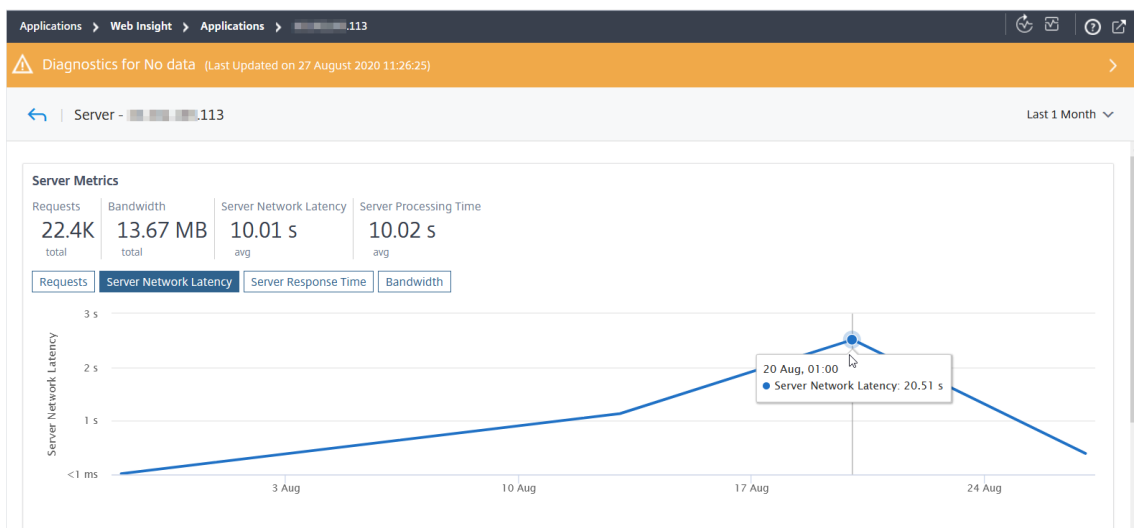 Applications > Web Insight > Applications > .113
Diagnostics for No data (Last Updated on 27 August 2020 11:26:25)
Server - .113
Last 1 Month
Server Metrics
Requests Bandwidth Server Network Latency Server Processing Time
22.4K 13.67 MB 10.01 s 10.02 s
total total avg avg
Requests Server Network Latency Server Response Time Bandwidth
Server Network Latency
3 s
2 s
1 s
<1 ms
20 Aug, 01:00
Server Network Latency: 20.51 s
3 Aug 10 Aug 17 Aug 24 Aug